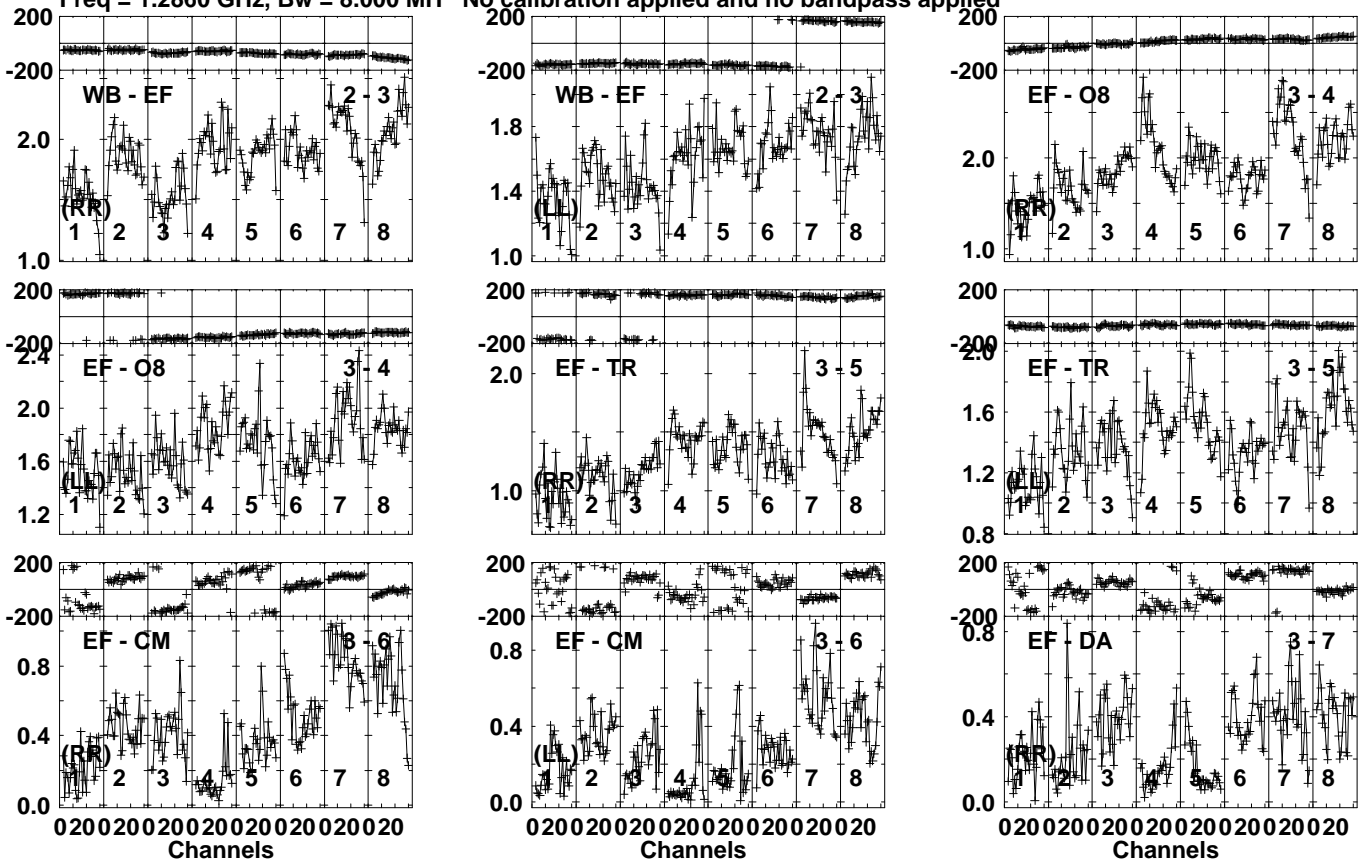 Freq = 1.2860 GHz, Bw = 8.000 MH No calibration applied and no bandpass applied
200 200 200
-200 -200 -200
WB - EF 2 - 3 WB - EF 2 - 3 EF - O8 3 - 4
2.0 1.8 2.0
1.4
(RR) (LL) (RR)
1 2 3 4 5 6 7 8 1 2 3 4 5 6 7 8 1 2 3 4 5 6 7 8
1.0 1.0 1.0
200 200 200
-200 -200 -200
2.4 2.0 2.0
EF - O8 3 - 4 EF - TR 3 - 5 EF - TR 3 - 5
2.0 1.6
1.6 1.2
(LL) (RR) (LL)
1.0
1 2 3 4 5 6 7 8 1 2 3 4 5 6 7 8 1 2 3 4 5 6 7 8
1.2 0.8
200 200 200
-200 -200 -200
EF - CM 3 - 6 EF - CM 3 - 6 EF - DA 3 - 7
0.8 0.8 0.8
0.4 0.4 0.4
(RR) (LL) (RR)
1 2 3 4 5 6 7 8 1 2 3 4 5 6 7 8 1 2 3 4 5 6 7 8
0.0 0.0 0.0
0 20 0 20 0 20 0 20 0 20 0 20 0 20 0 20 0 20 0 20 0 20 0 20 0 20 0 20 0 20 0 20 0 20 0 20 0 20 0 20 0 20 0 20 0 20 0 20
Channels Channels Channels